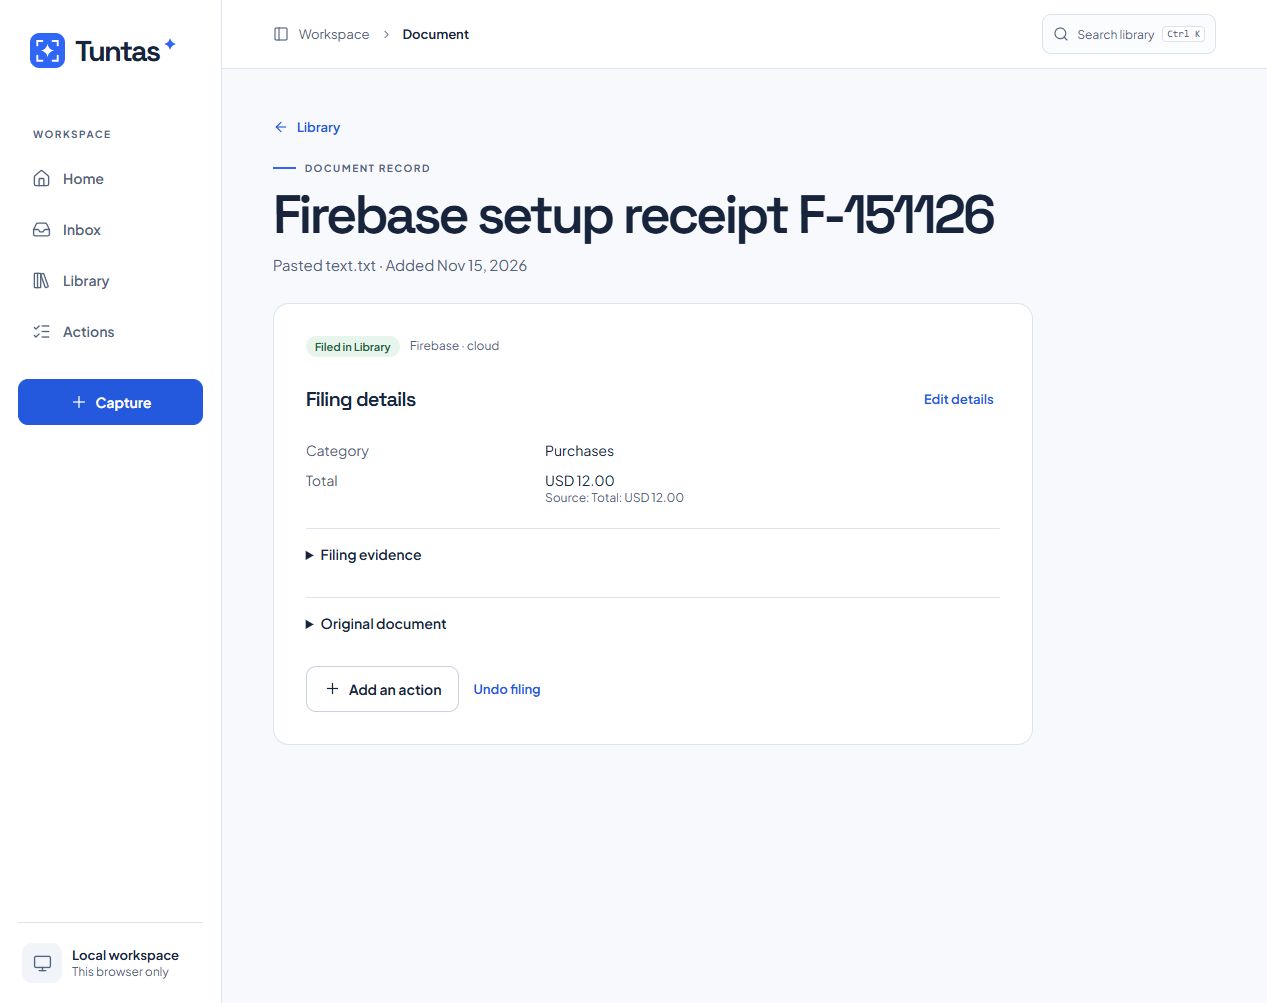 Tuntas
WORKSPACE
Home
Inbox
Library
Actions
Capture
Local workspace
This browser only
Workspace
Document
Search library
Ctrl K
Library
DOCUMENT RECORD
Firebase setup receipt F-151126
Pasted text.txt · Added Nov 15, 2026
Filed in Library
Firebase · cloud
Filing details
Edit details
Category Purchases
Total USD 12.00
Source: Total: USD 12.00
Filing evidence
Original document
Add an action
Undo filing